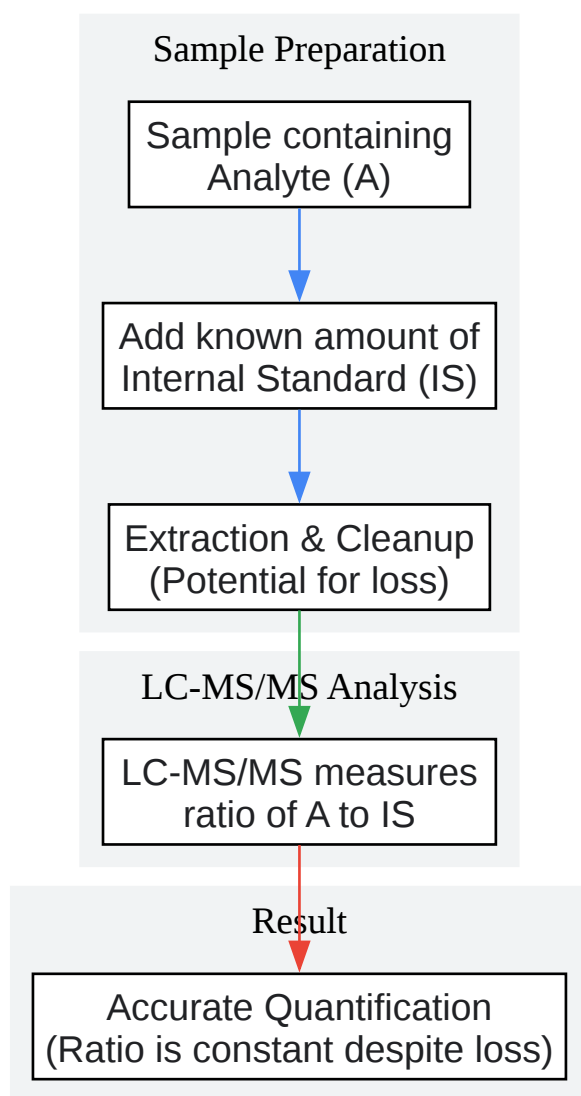 Sample Preparation
Sample containing
Analyte (A)
Add known amount of
Internal Standard (IS)
Extraction & Cleanup
(Potential for loss)
LC-MS/MS Analysis
LC-MS/MS measures
ratio of A to IS
Result
Accurate Quantification
(Ratio is constant despite loss)